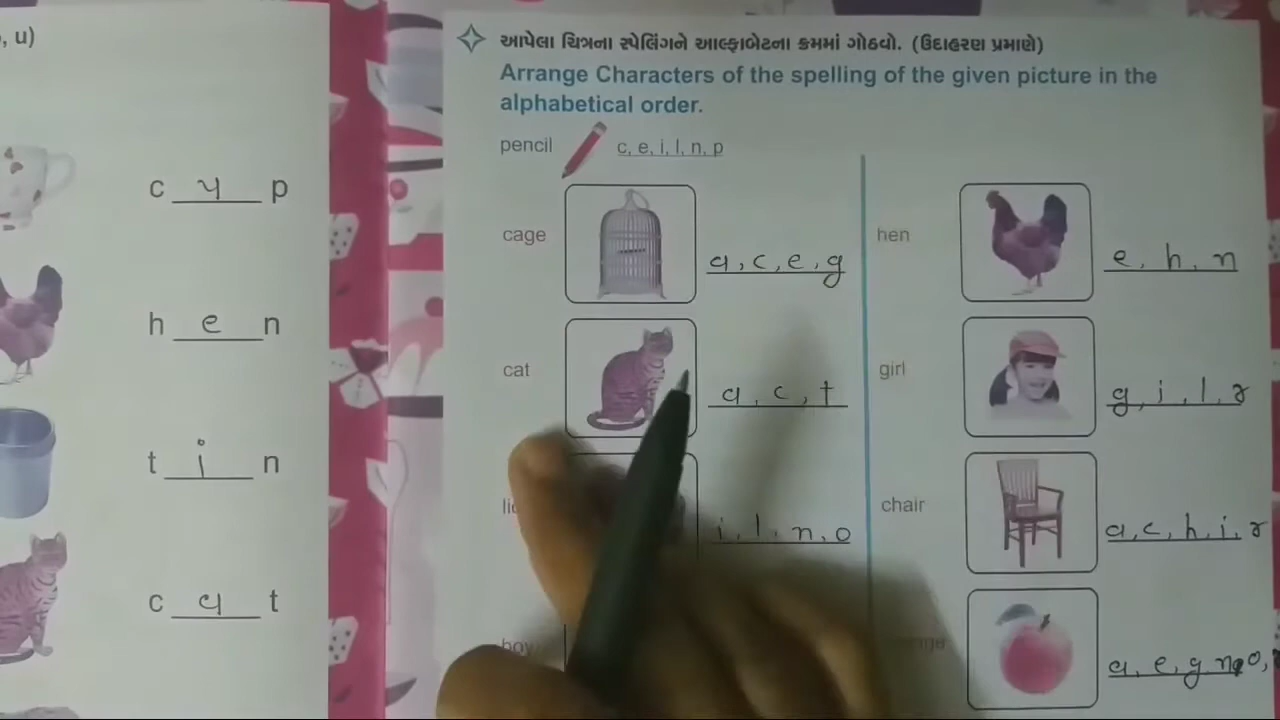 , u)
c u p
h e n
t i n
c a t
આપેલા ચિત્રના સ્પેલિંગને આલ્ફાબેટના ક્રમમાં ગોઠવો. (ઉદાહરણ પ્રમાણે)
Arrange Characters of the spelling of the given picture in the
alphabetical order.
pencil c, e, i, l, n, p
cage a, c, e, g
cat a, c, t
i, l, n, o
boy
hen e, h, n
girl g, i, l, r
chair a, c, h, i, r
a, e, g, n, o,